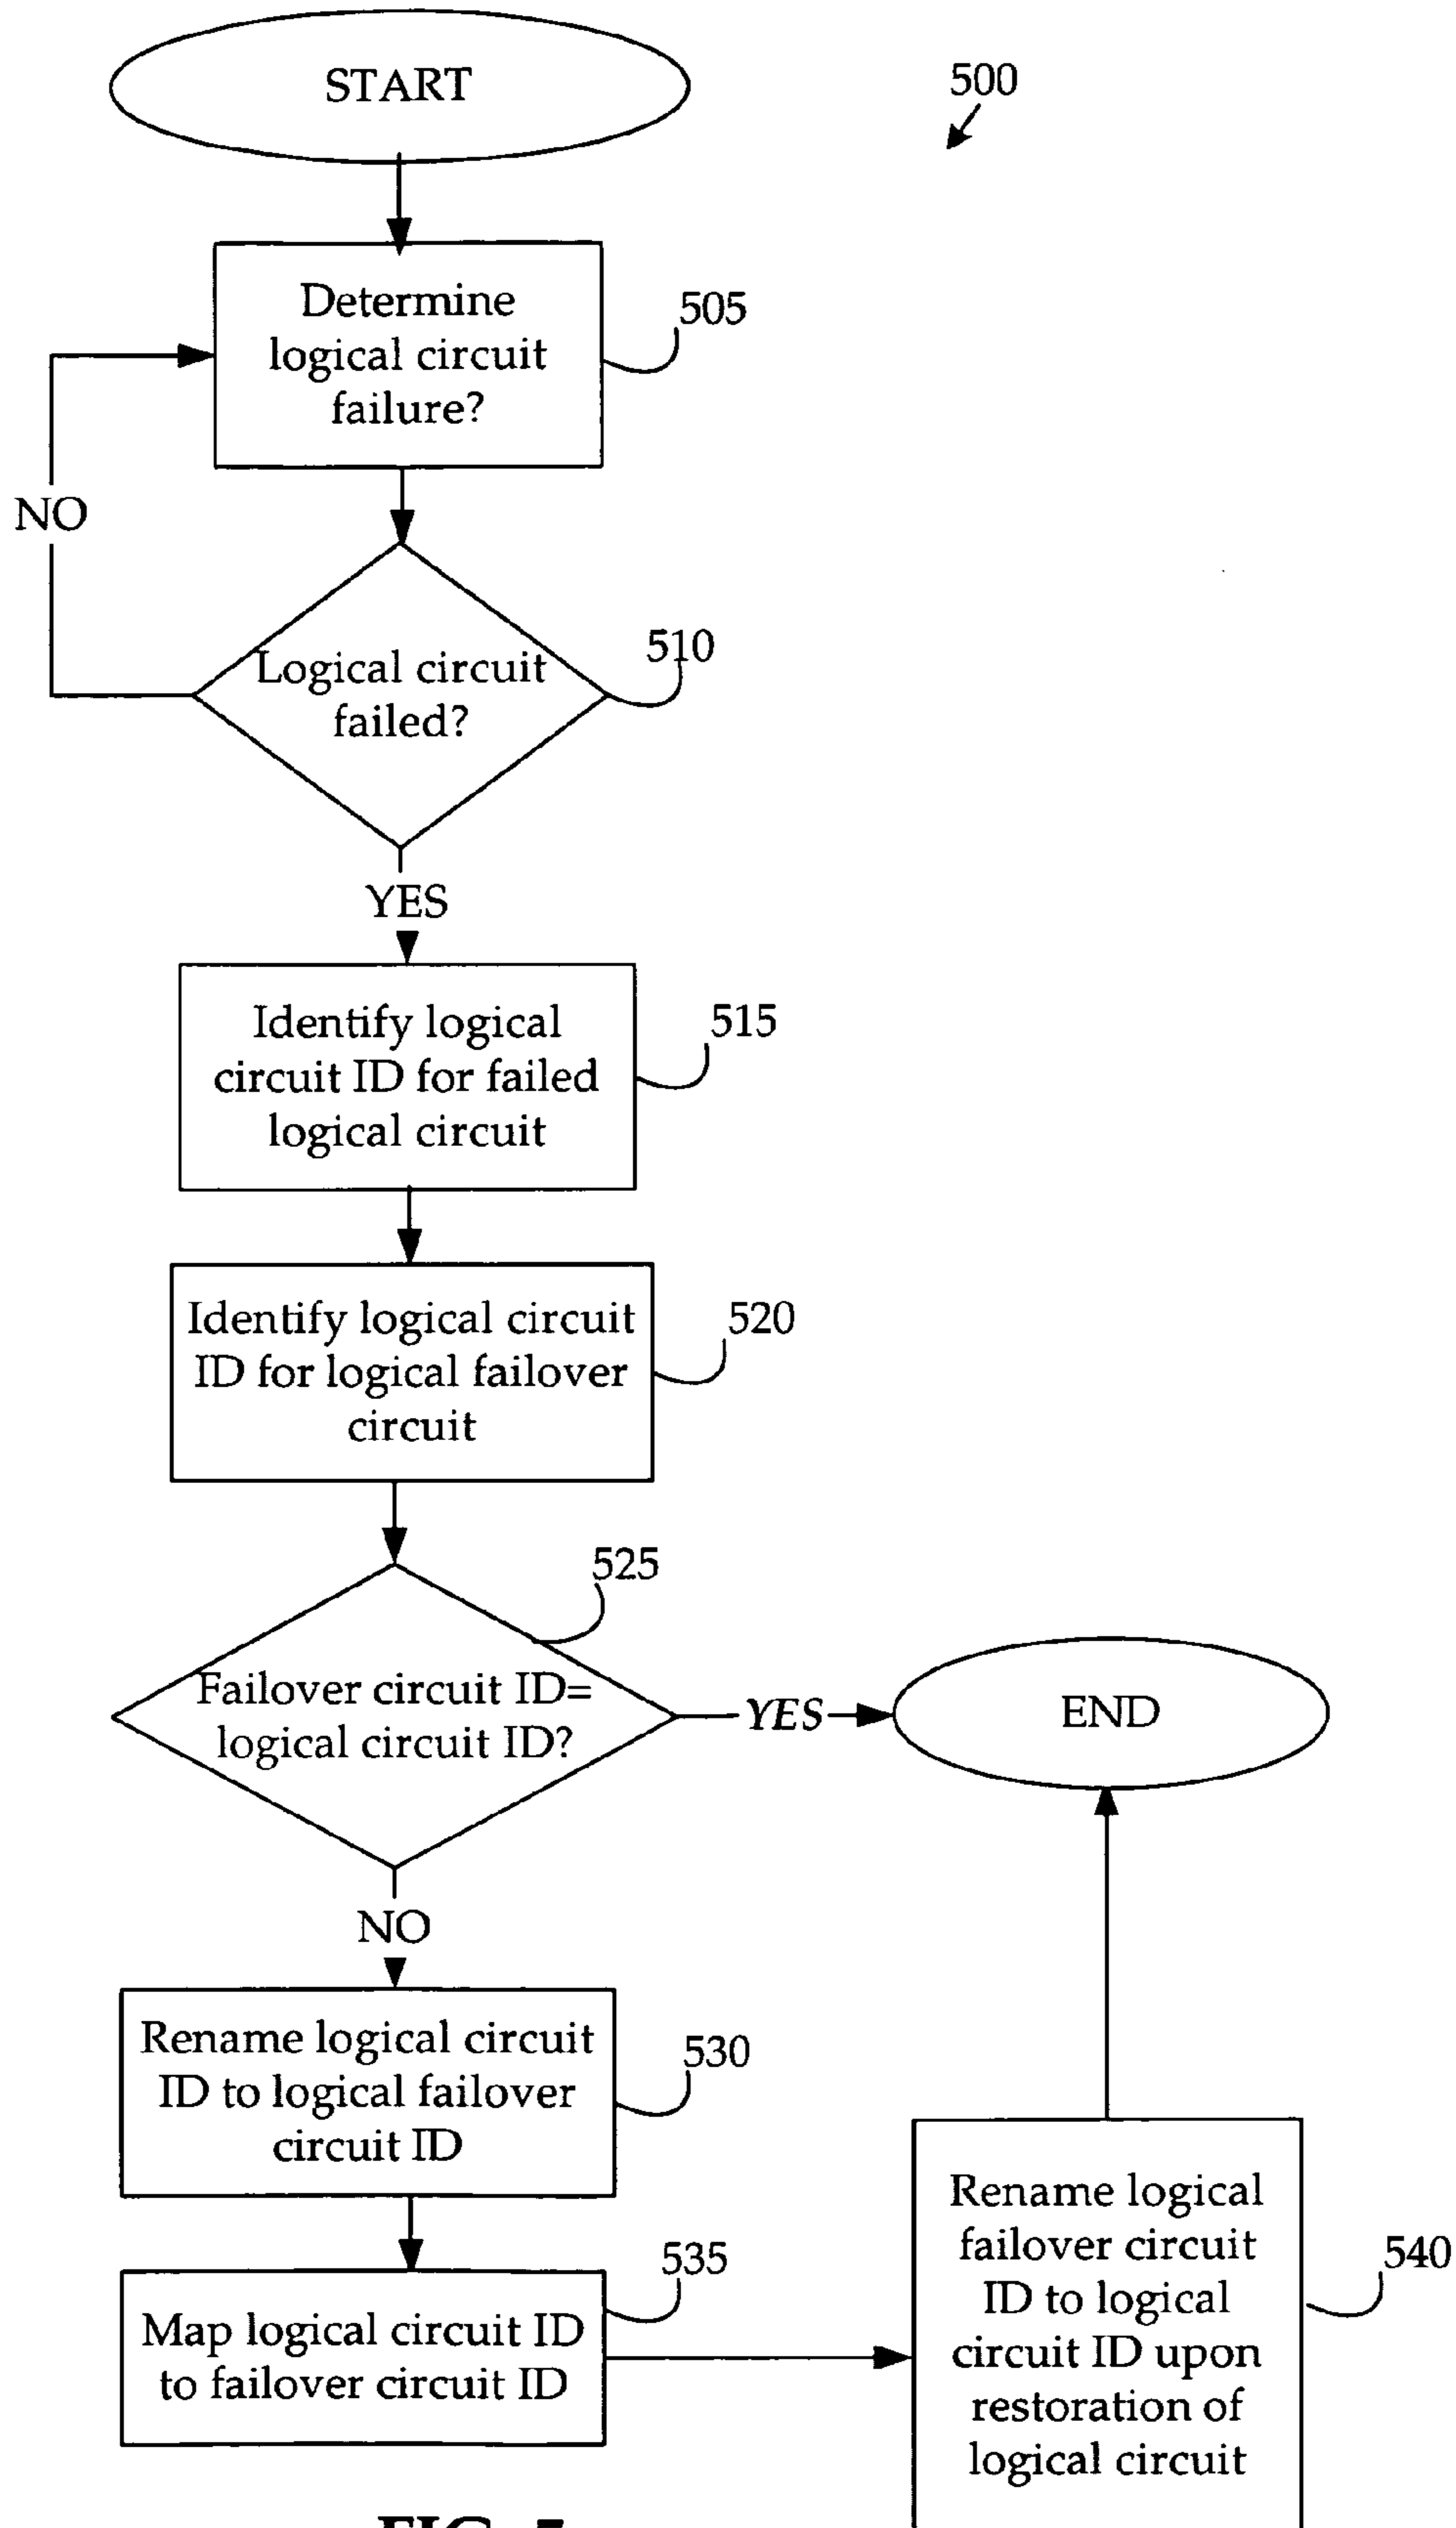 START
500
Determine
logical circuit
failure?
505
NO
Logical circuit
failed?
510
YES
Identify logical
circuit ID for failed
logical circuit
515
Identify logical circuit
ID for logical failover
circuit
520
525
Failover circuit ID=
logical circuit ID?
YES
END
NO
Rename logical circuit
ID to logical failover
circuit ID
530
535
Map logical circuit ID
to failover circuit ID
Rename logical
failover circuit
ID to logical
circuit ID upon
restoration of
logical circuit
540